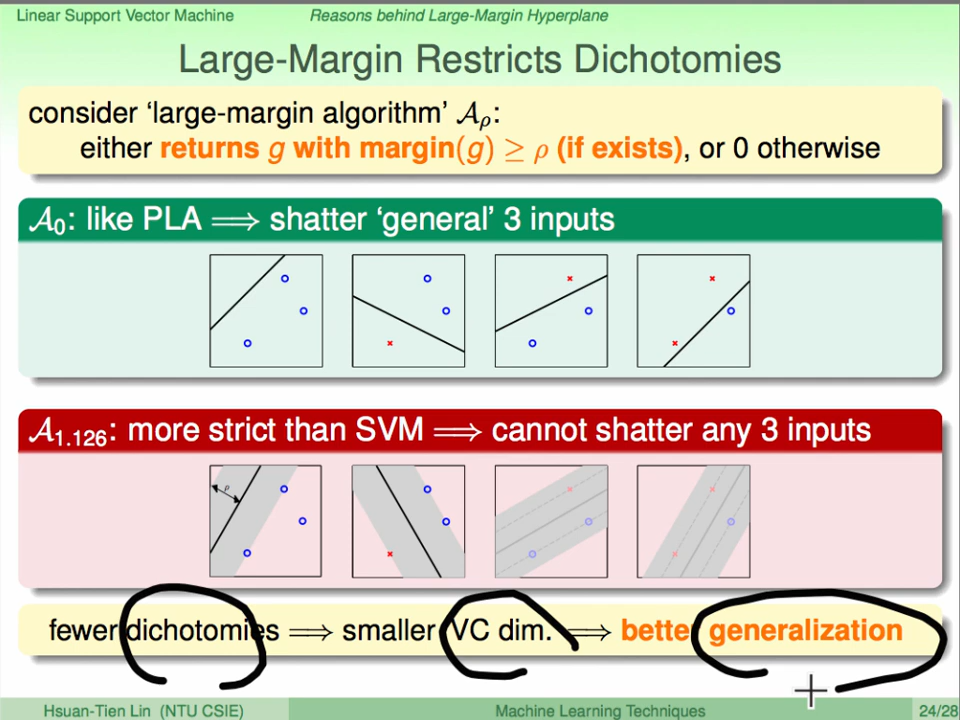 Linear Support Vector Machine Reasons behind Large-Margin Hyperplane
Large-Margin Restricts Dichotomies
consider ‘large-margin algorithm’ 𝒜ρ:
either returns g with margin(g) ≥ ρ (if exists), or 0 otherwise
𝒜0: like PLA ⟹ shatter ‘general’ 3 inputs
𝒜1.126: more strict than SVM ⟹ cannot shatter any 3 inputs
ρ
fewer dichotomies ⟹ smaller VC dim. ⟹ better generalization
Hsuan-Tien Lin (NTU CSIE) Machine Learning Techniques 24/28